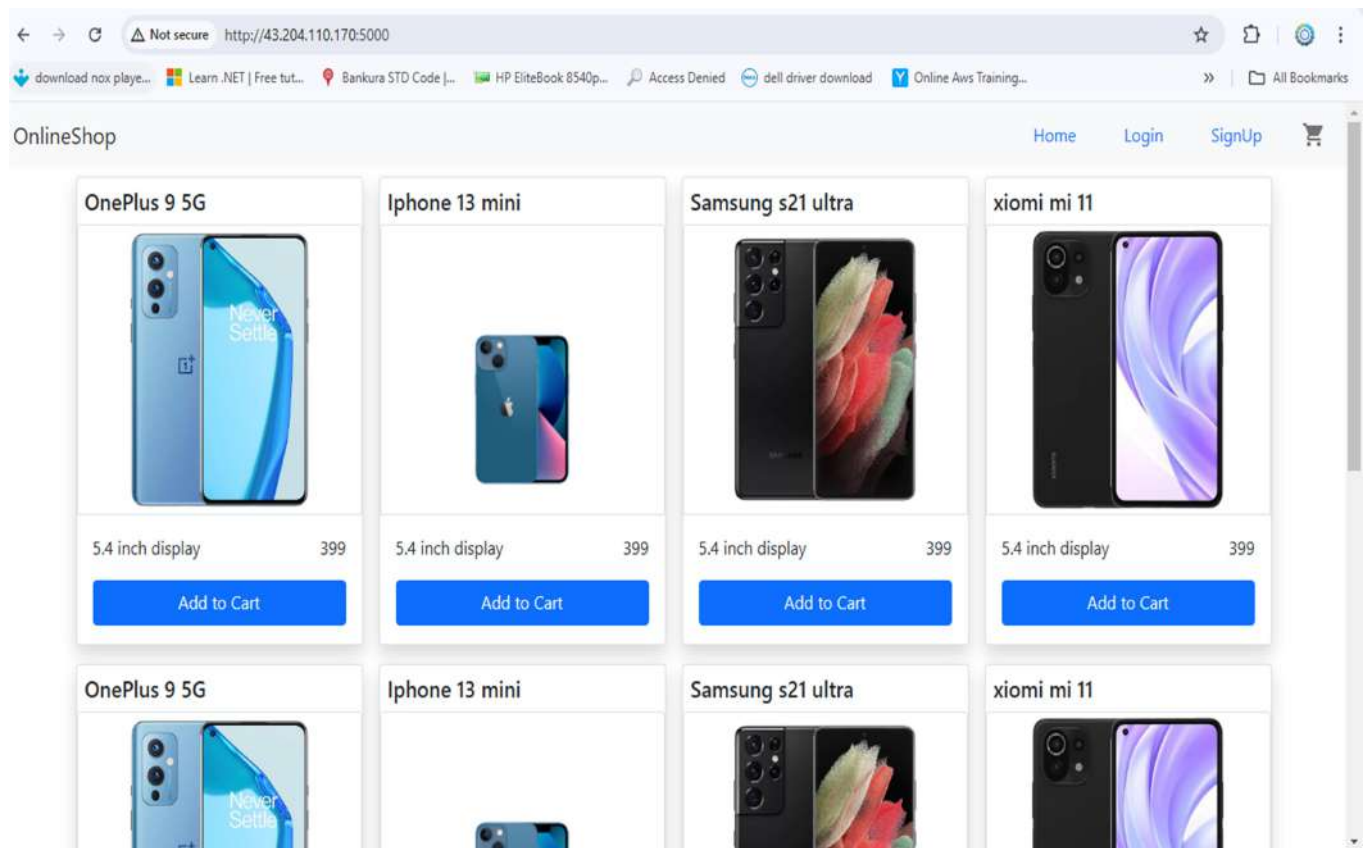 Not secure http://43.204.110.170:5000
download nox playe... Learn .NET | Free tut... Bankura STD Code |... HP EliteBook 8540p... Access Denied dell driver download Online Aws Training... » All Bookmarks
OnlineShop Home Login SignUp
OnePlus 9 5G Iphone 13 mini Samsung s21 ultra xiomi mi 11
Never
Settle
5.4 inch display 399 5.4 inch display 399 5.4 inch display 399 5.4 inch display 399
Add to Cart Add to Cart Add to Cart Add to Cart
OnePlus 9 5G Iphone 13 mini Samsung s21 ultra xiomi mi 11
Never
Settle